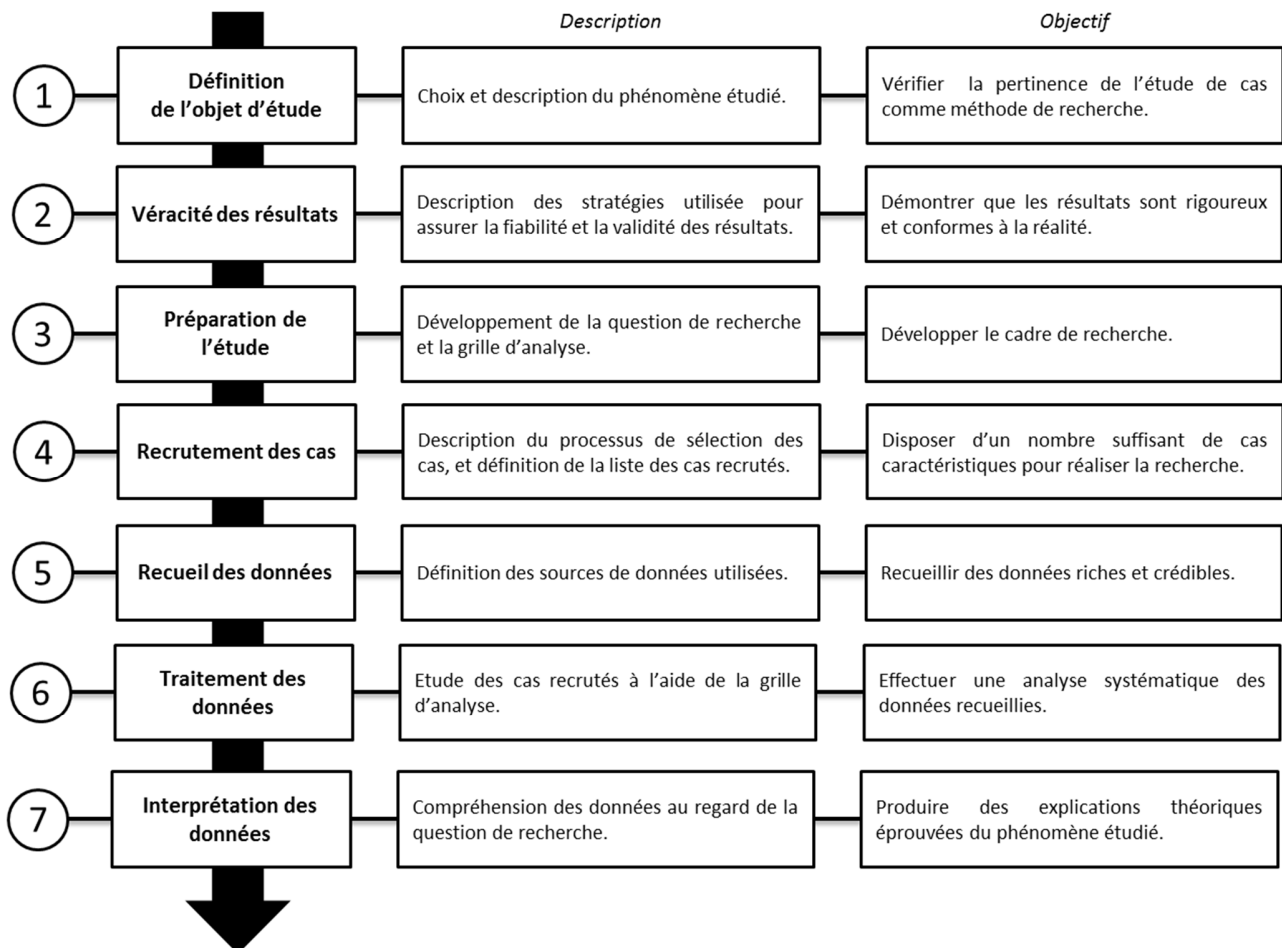 Description
Objectif
1
Définition
de l’objet d’étude
Choix et description du phénomène étudié.
Vérifier la pertinence de l’étude de cas
comme méthode de recherche.
2
Véracité des résultats
Description des stratégies utilisée pour
assurer la fiabilité et la validité des résultats.
Démontrer que les résultats sont rigoureux
et conformes à la réalité.
3
Préparation de
l’étude
Développement de la question de recherche
et la grille d’analyse.
Développer le cadre de recherche.
4
Recrutement des cas
Description du processus de sélection des
cas, et définition de la liste des cas recrutés.
Disposer d’un nombre suffisant de cas
caractéristiques pour réaliser la recherche.
5
Recueil des données
Définition des sources de données utilisées.
Recueillir des données riches et crédibles.
6
Traitement des
données
Etude des cas recrutés à l’aide de la grille
d’analyse.
Effectuer une analyse systématique des
données recueillies.
7
Interprétation des
données
Compréhension des données au regard de la
question de recherche.
Produire des explications théoriques
éprouvées du phénomène étudié.